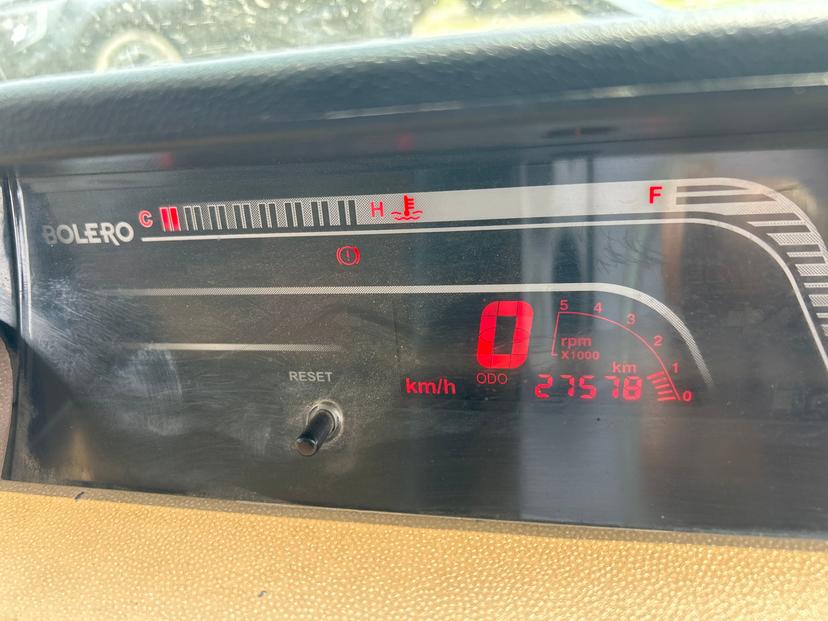 BOLERO C H F
RESET
0 5 4 3 2 1 0
rpm
X1000
km/h ODO km
27578